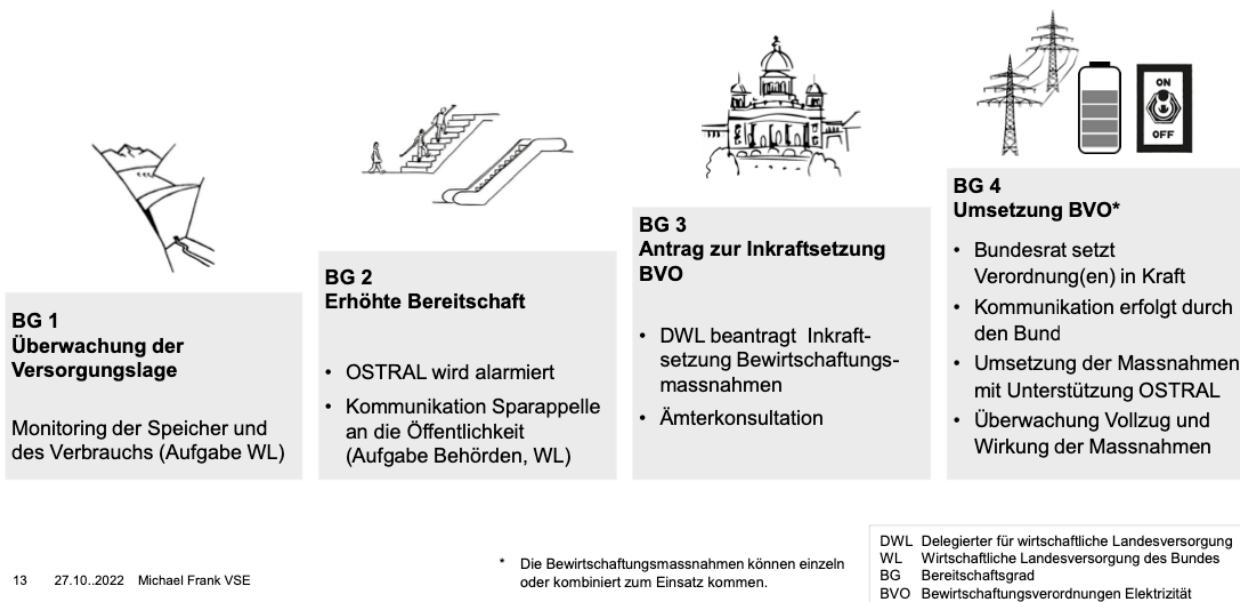 ON
OFF
BG 1
Überwachung der
Versorgungslage
Monitoring der Speicher und
des Verbrauchs (Aufgabe WL)
BG 2
Erhöhte Bereitschaft
• OSTRAL wird alarmiert
• Kommunikation Sparappelle
an die Öffentlichkeit
(Aufgabe Behörden, WL)
BG 3
Antrag zur Inkraftsetzung
BVO
• DWL beantragt Inkraft-
setzung Bewirtschaftungs-
massnahmen
• Ämterkonsultation
BG 4
Umsetzung BVO*
• Bundesrat setzt
Verordnung(en) in Kraft
• Kommunikation erfolgt durch
den Bund
• Umsetzung der Massnahmen
mit Unterstützung OSTRAL
• Überwachung Vollzug und
Wirkung der Massnahmen
13 27.10..2022 Michael Frank VSE
* Die Bewirtschaftungsmassnahmen können einzeln
oder kombiniert zum Einsatz kommen.
DWL Delegierter für wirtschaftliche Landesversorgung
WL Wirtschaftliche Landesversorgung des Bundes
BG Bereitschaftsgrad
BVO Bewirtschaftungsverordnungen Elektrizität